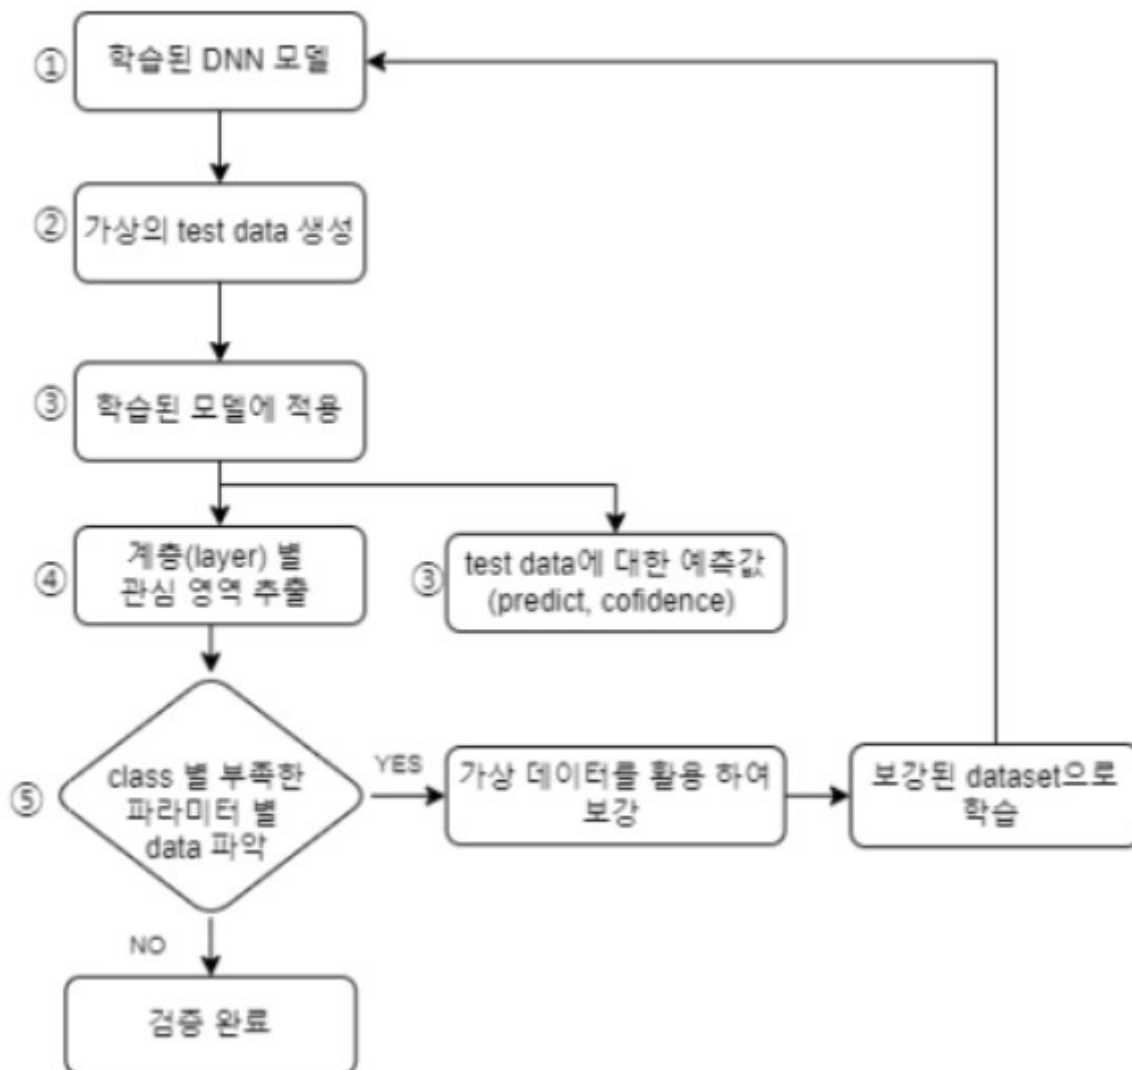 ① 학습된 DNN 모델
② 가상의 test data 생성
③ 학습된 모델에 적용
④ 계층(layer) 별
관심 영역 추출
③ test data에 대한 예측값
(predict, cofidence)
⑤ class 별 부족한
파라미터 별
data 파악
YES
가상 데이터를 활용 하여
보강
보강된 dataset으로
학습
NO
검증 완료